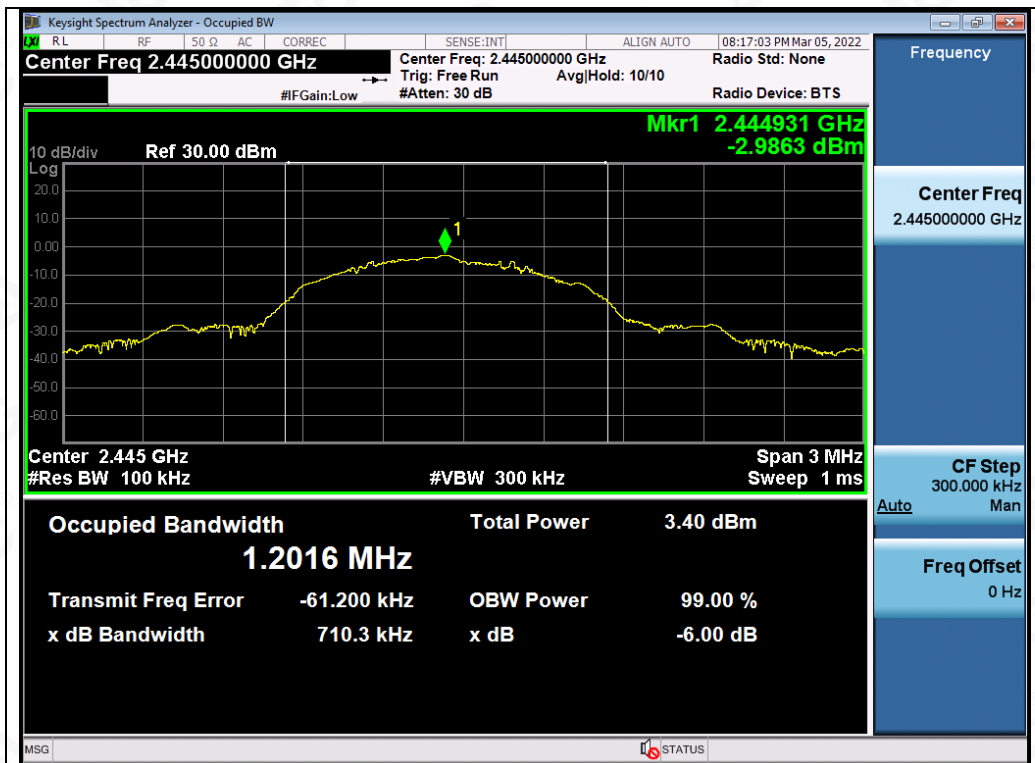 Keysight Spectrum Analyzer - Occupied BW
LXI RL RF 50 Ω AC CORREC SENSE:INT ALIGN AUTO 08:17:03 PM Mar 05, 2022
Center Freq 2.445000000 GHz Center Freq: 2.445000000 GHz Radio Std: None
Trig: Free Run Avg|Hold: 10/10
#IFGain:Low #Atten: 30 dB Radio Device: BTS
Mkr1 2.444931 GHz
-2.9863 dBm
10 dB/div Ref 30.00 dBm
Log
20.0
10.0
0.00
-10.0
-20.0
-30.0
-40.0
-50.0
-60.0
1
Center 2.445 GHz Span 3 MHz
#Res BW 100 kHz #VBW 300 kHz Sweep 1 ms
Occupied Bandwidth Total Power 3.40 dBm
1.2016 MHz
Transmit Freq Error -61.200 kHz OBW Power 99.00 %
x dB Bandwidth 710.3 kHz x dB -6.00 dB
Frequency
Center Freq
2.445000000 GHz
CF Step
300.000 kHz
Auto Man
Freq Offset
0 Hz
MSG STATUS